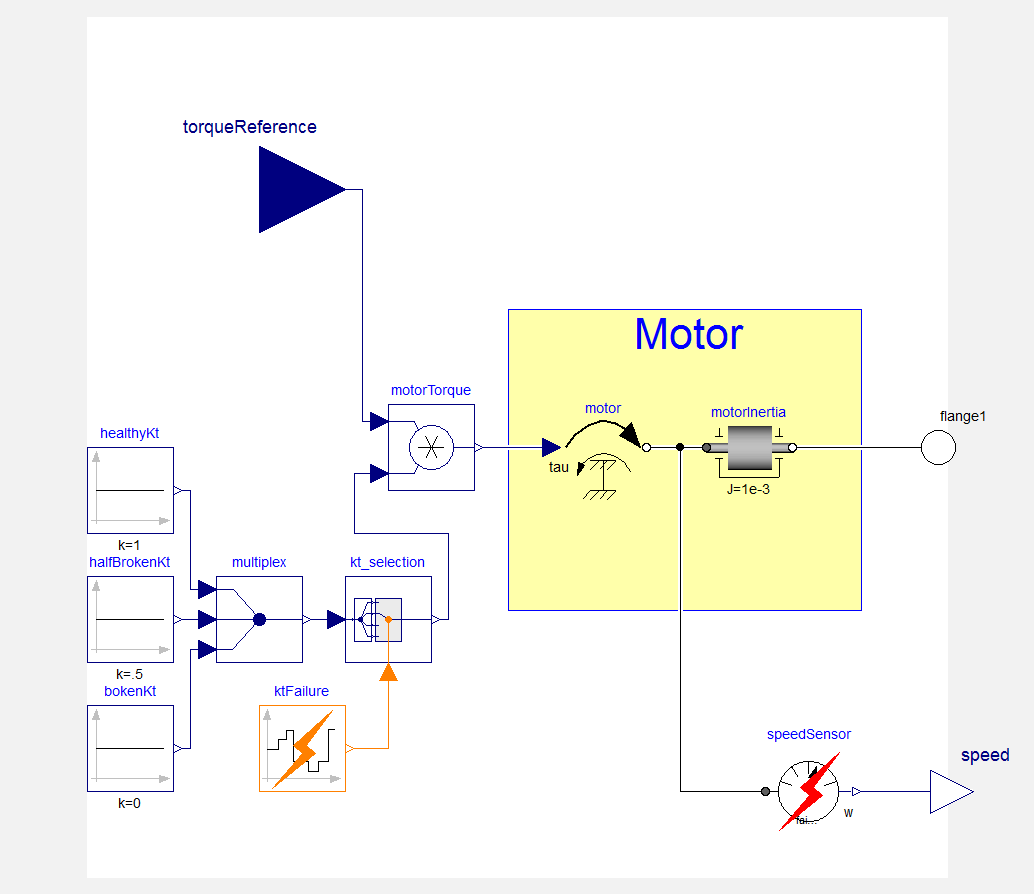 torqueReference
Motor
motorTorque
motor
motorInertia
flange1
healthyKt
tau
J=1e-3
k=1
halfBrokenKt
multiplex
kt_selection
k=.5
bokenKt
ktFailure
speedSensor
speed
k=0
fai...
w